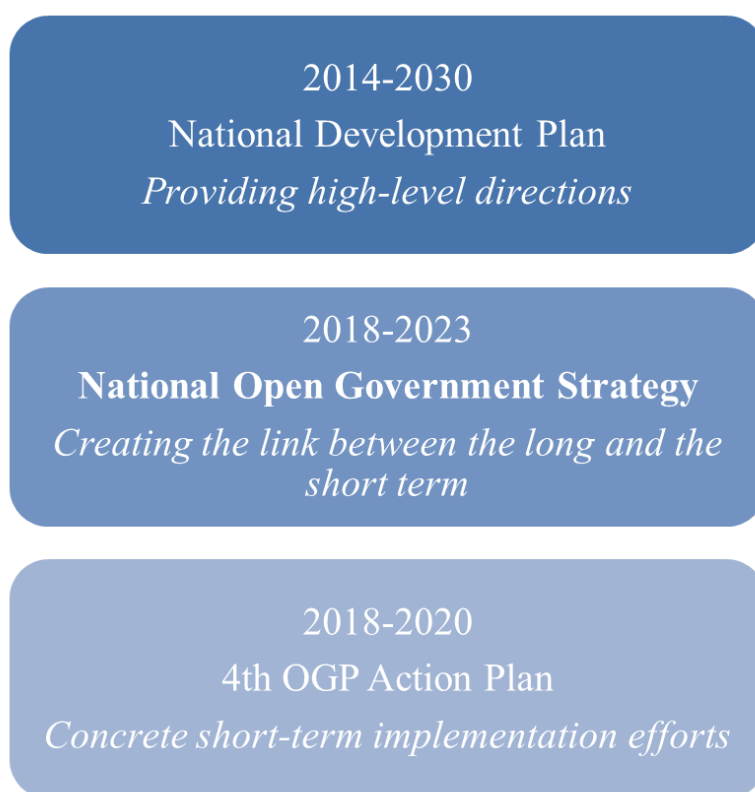 2014-2030
National Development Plan
Providing high-level directions
2018-2023
National Open Government Strategy
Creating the link between the long and the
short term
2018-2020
4th OGP Action Plan
Concrete short-term implementation efforts